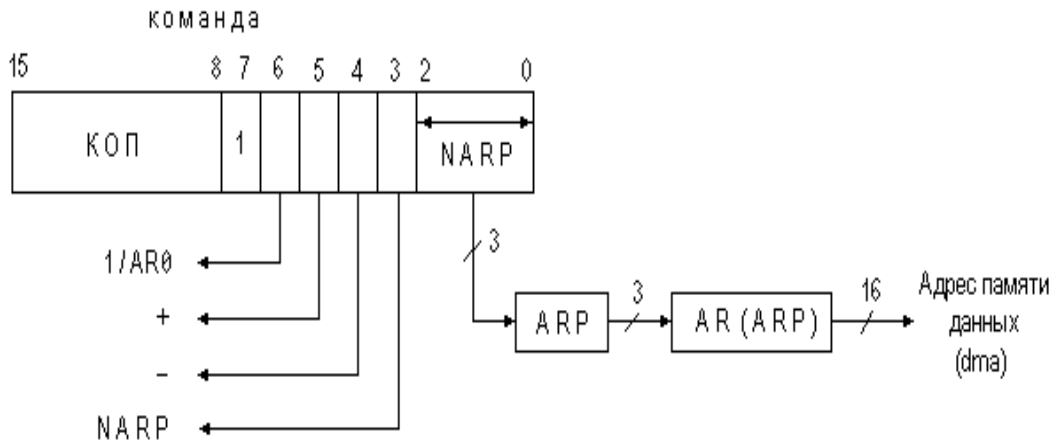 команда
15 8 7 6 5 4 3 2 0
КОП 1 NARP
3
1/AR0
+
-
NARP
ARP 3 AR (ARP) 16
Адрес памяти
данных
(dma)